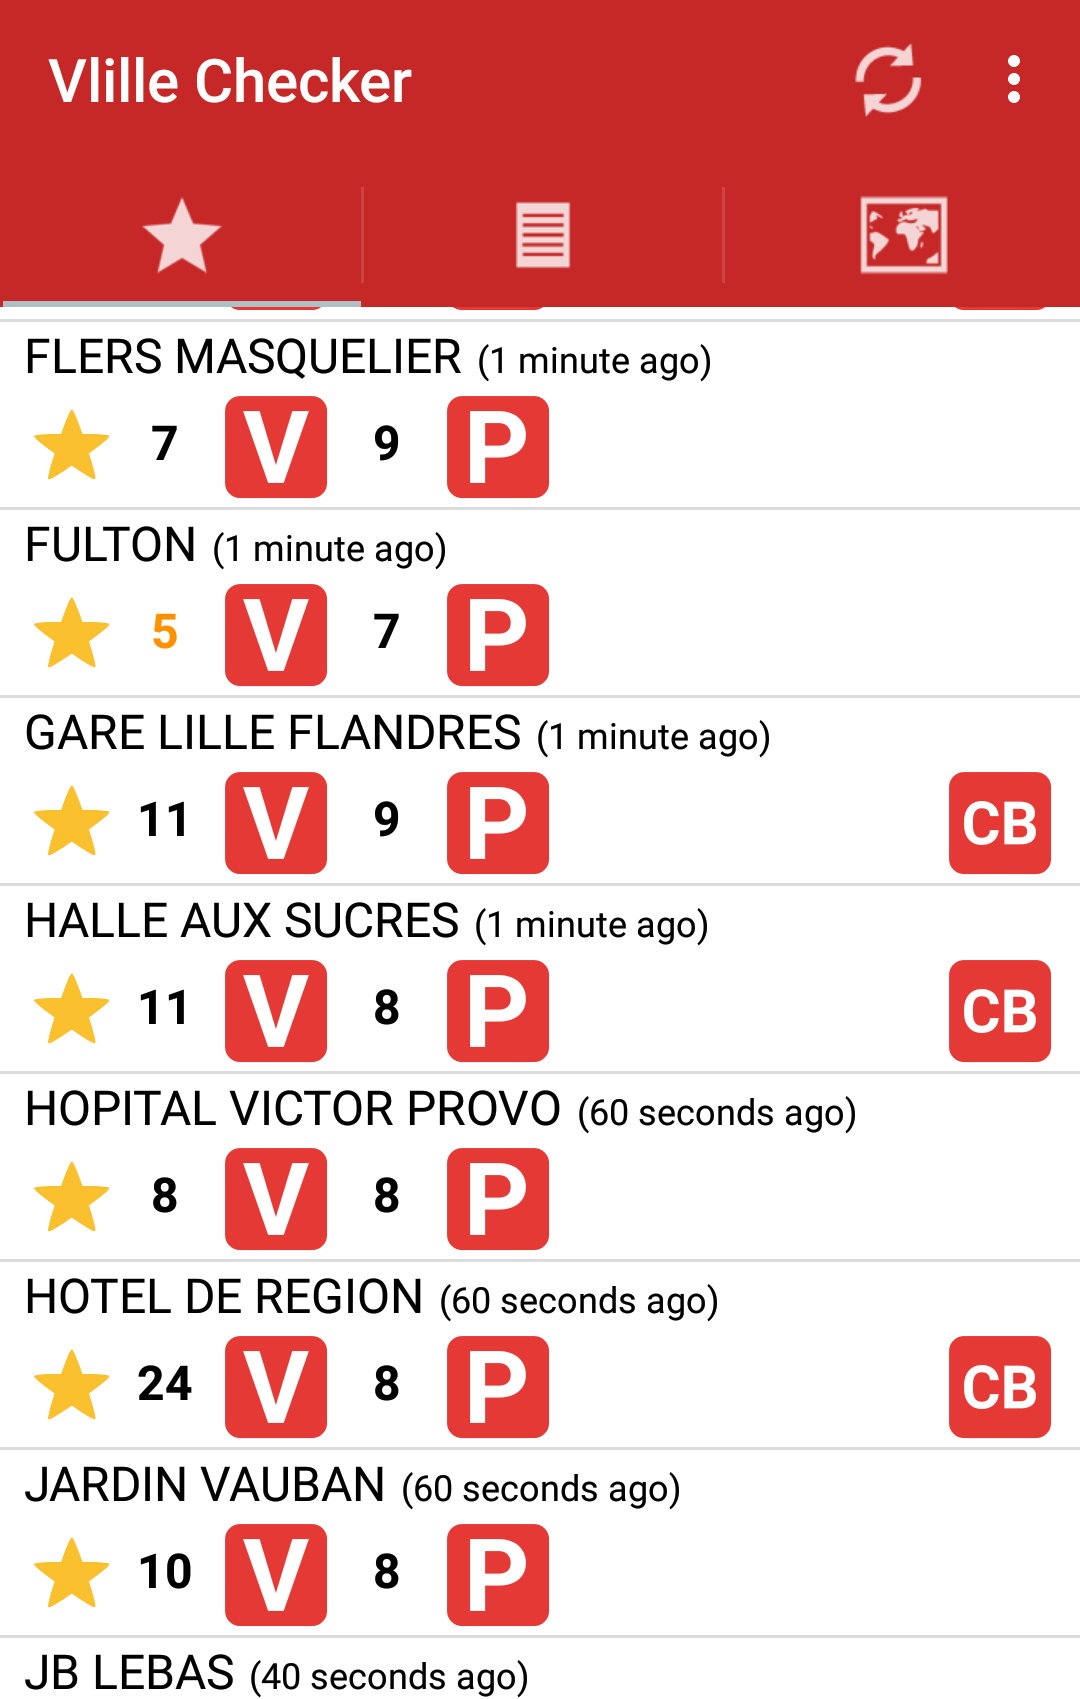 Vlille Checker
FLERS MASQUELIER (1 minute ago)
7 V 9 P
FULTON (1 minute ago)
5 V 7 P
GARE LILLE FLANDRES (1 minute ago)
11 V 9 P CB
HALLE AUX SUCRES (1 minute ago)
11 V 8 P CB
HOPITAL VICTOR PROVO (60 seconds ago)
8 V 8 P
HOTEL DE REGION (60 seconds ago)
24 V 8 P CB
JARDIN VAUBAN (60 seconds ago)
10 V 8 P
JB LEBAS (40 seconds ago)